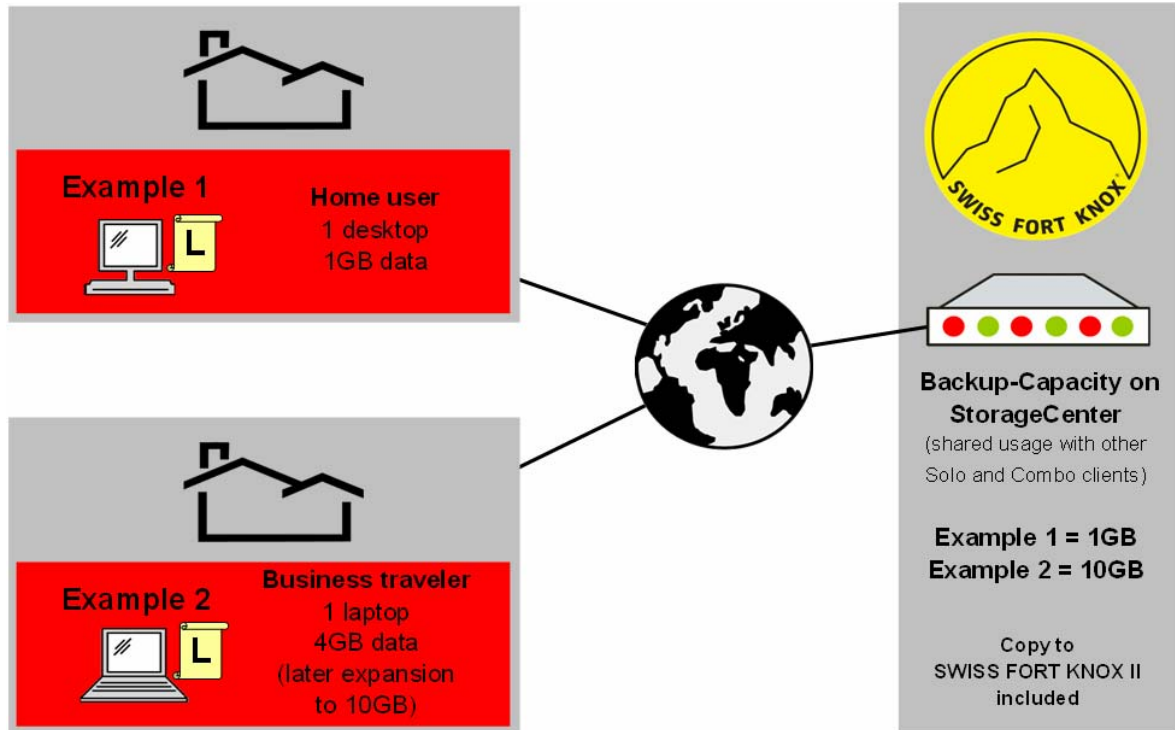 Example 1
L
Home user
1 desktop
1GB data
Example 2
L
Business traveler
1 laptop
4GB data
(later expansion
to 10GB)
SWISS FORT KNOX
Backup-Capacity on
StorageCenter
(shared usage with other
Solo and Combo clients)
Example 1 = 1GB
Example 2 = 10GB
Copy to
SWISS FORT KNOX II
included